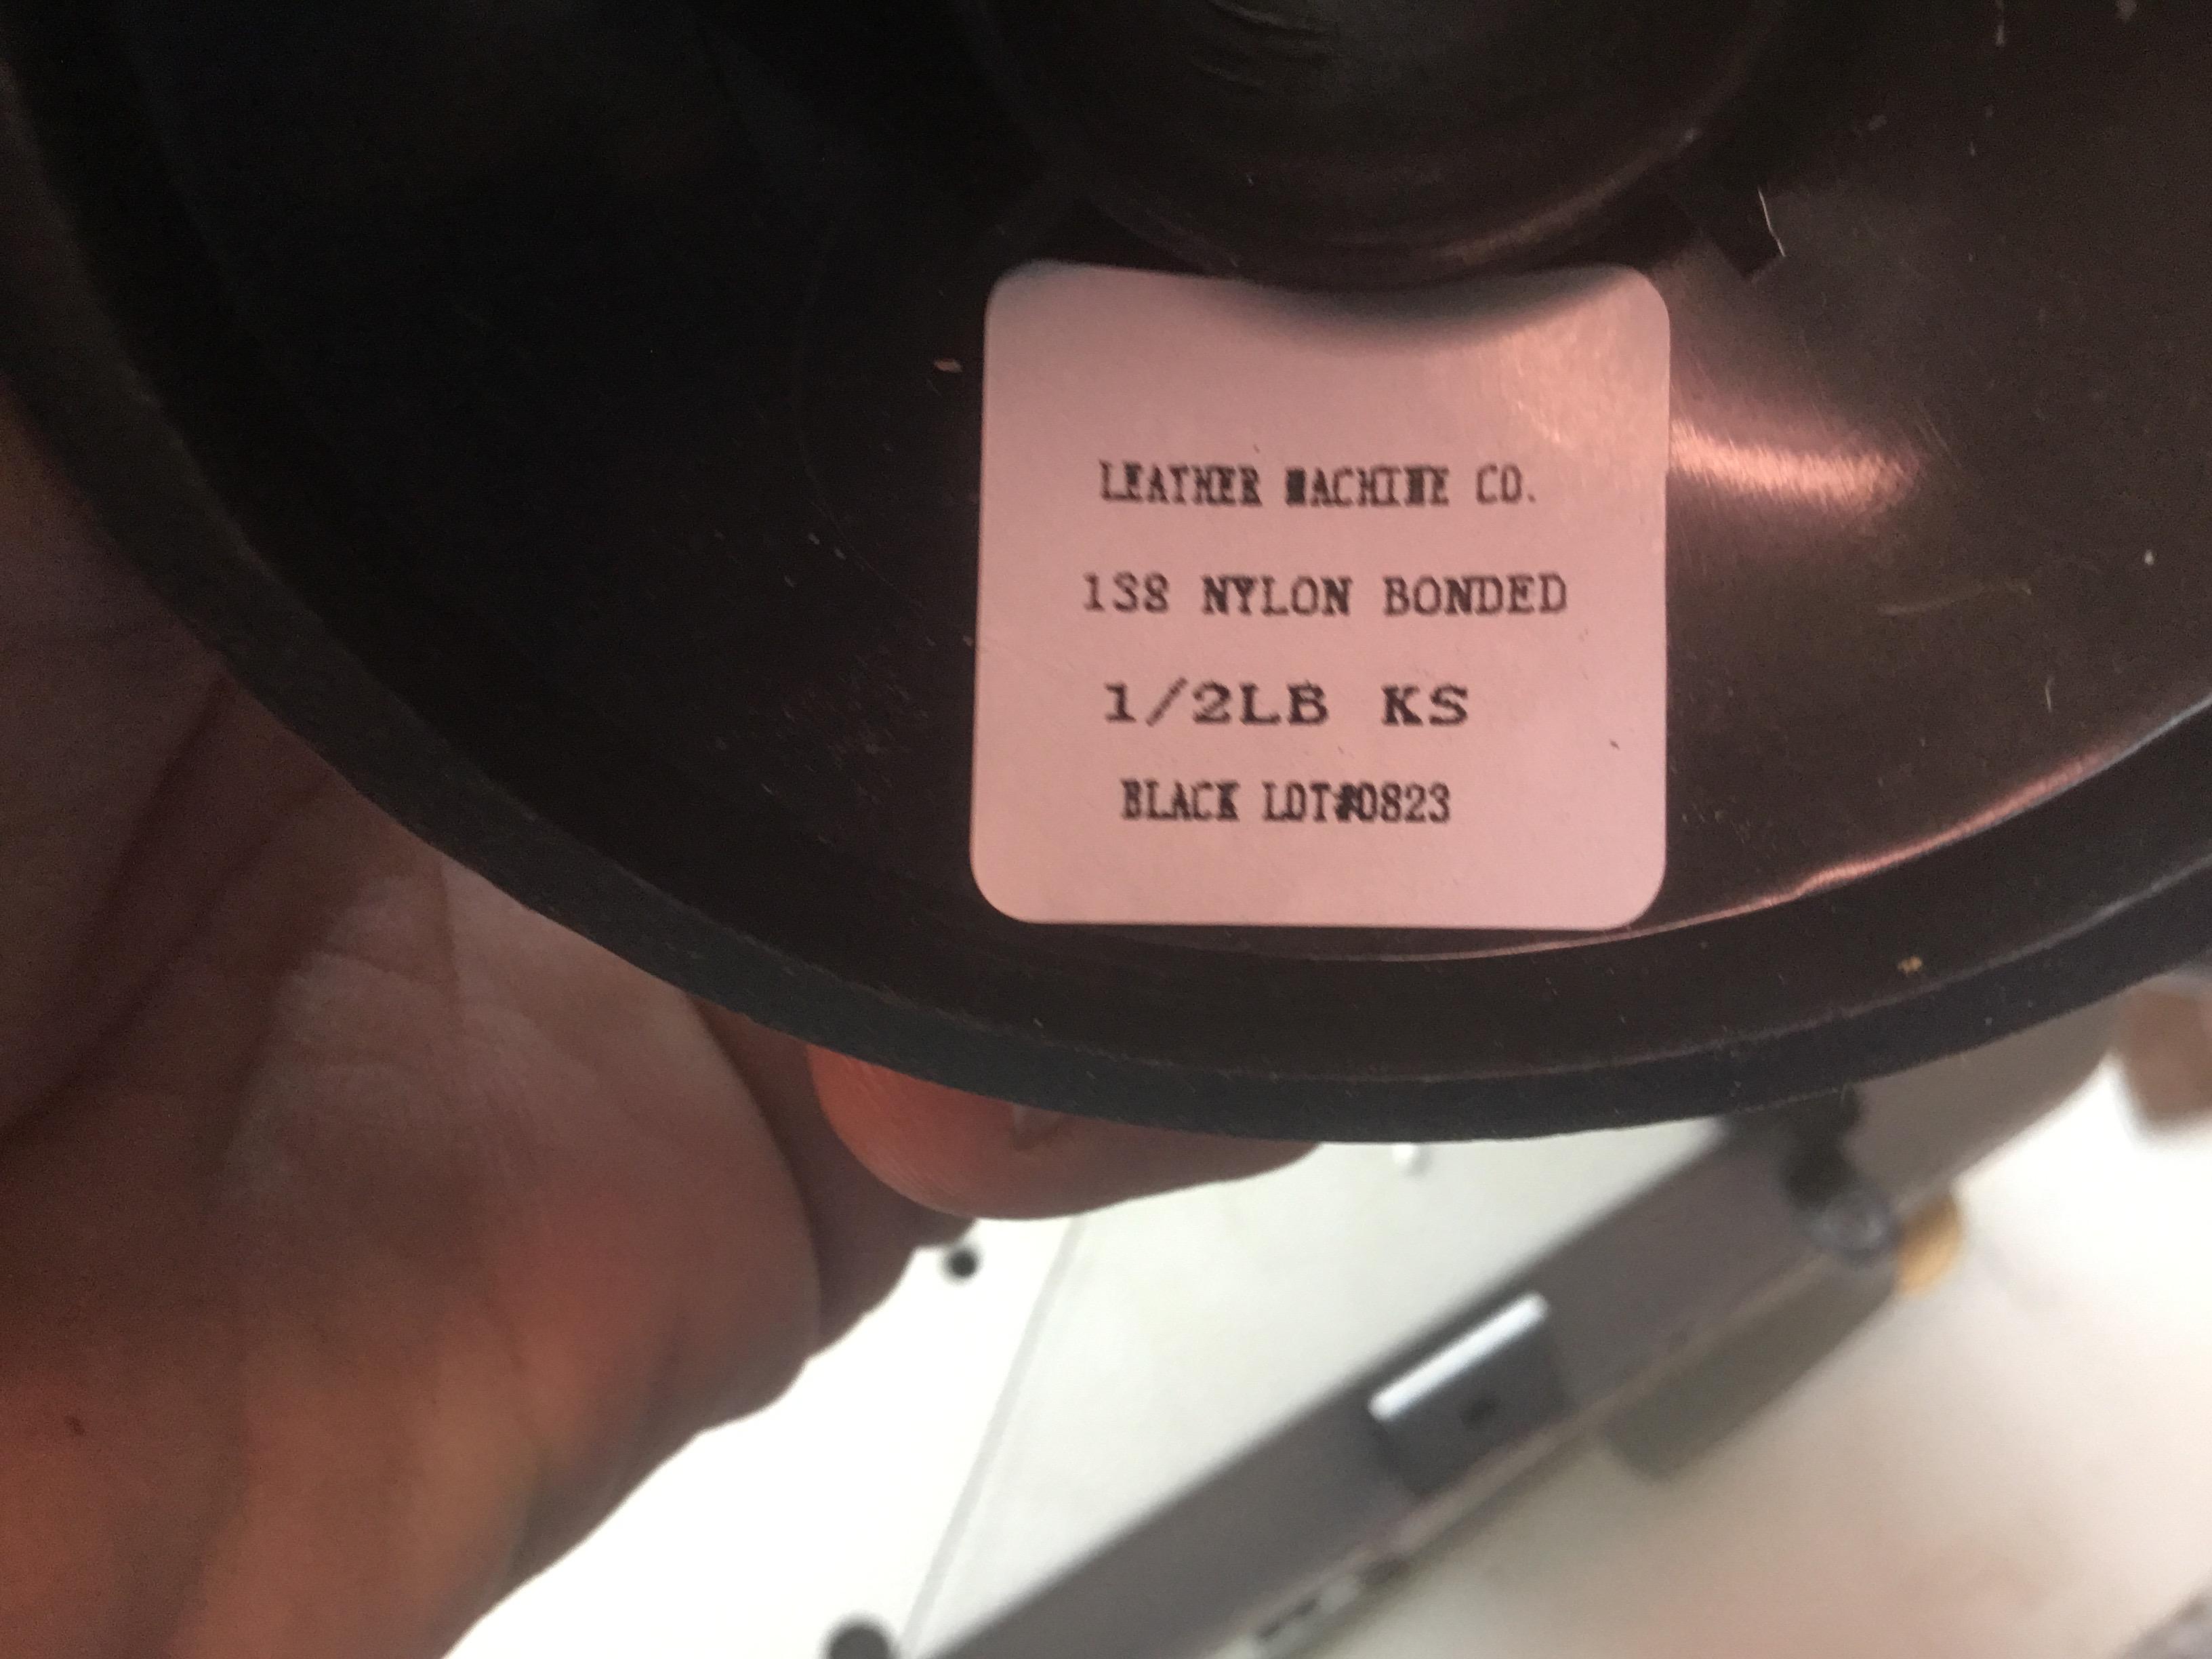 LEATHER MACHINE CO.
138 NYLON BONDED
1/2LB KS
BLACK LOT#0823